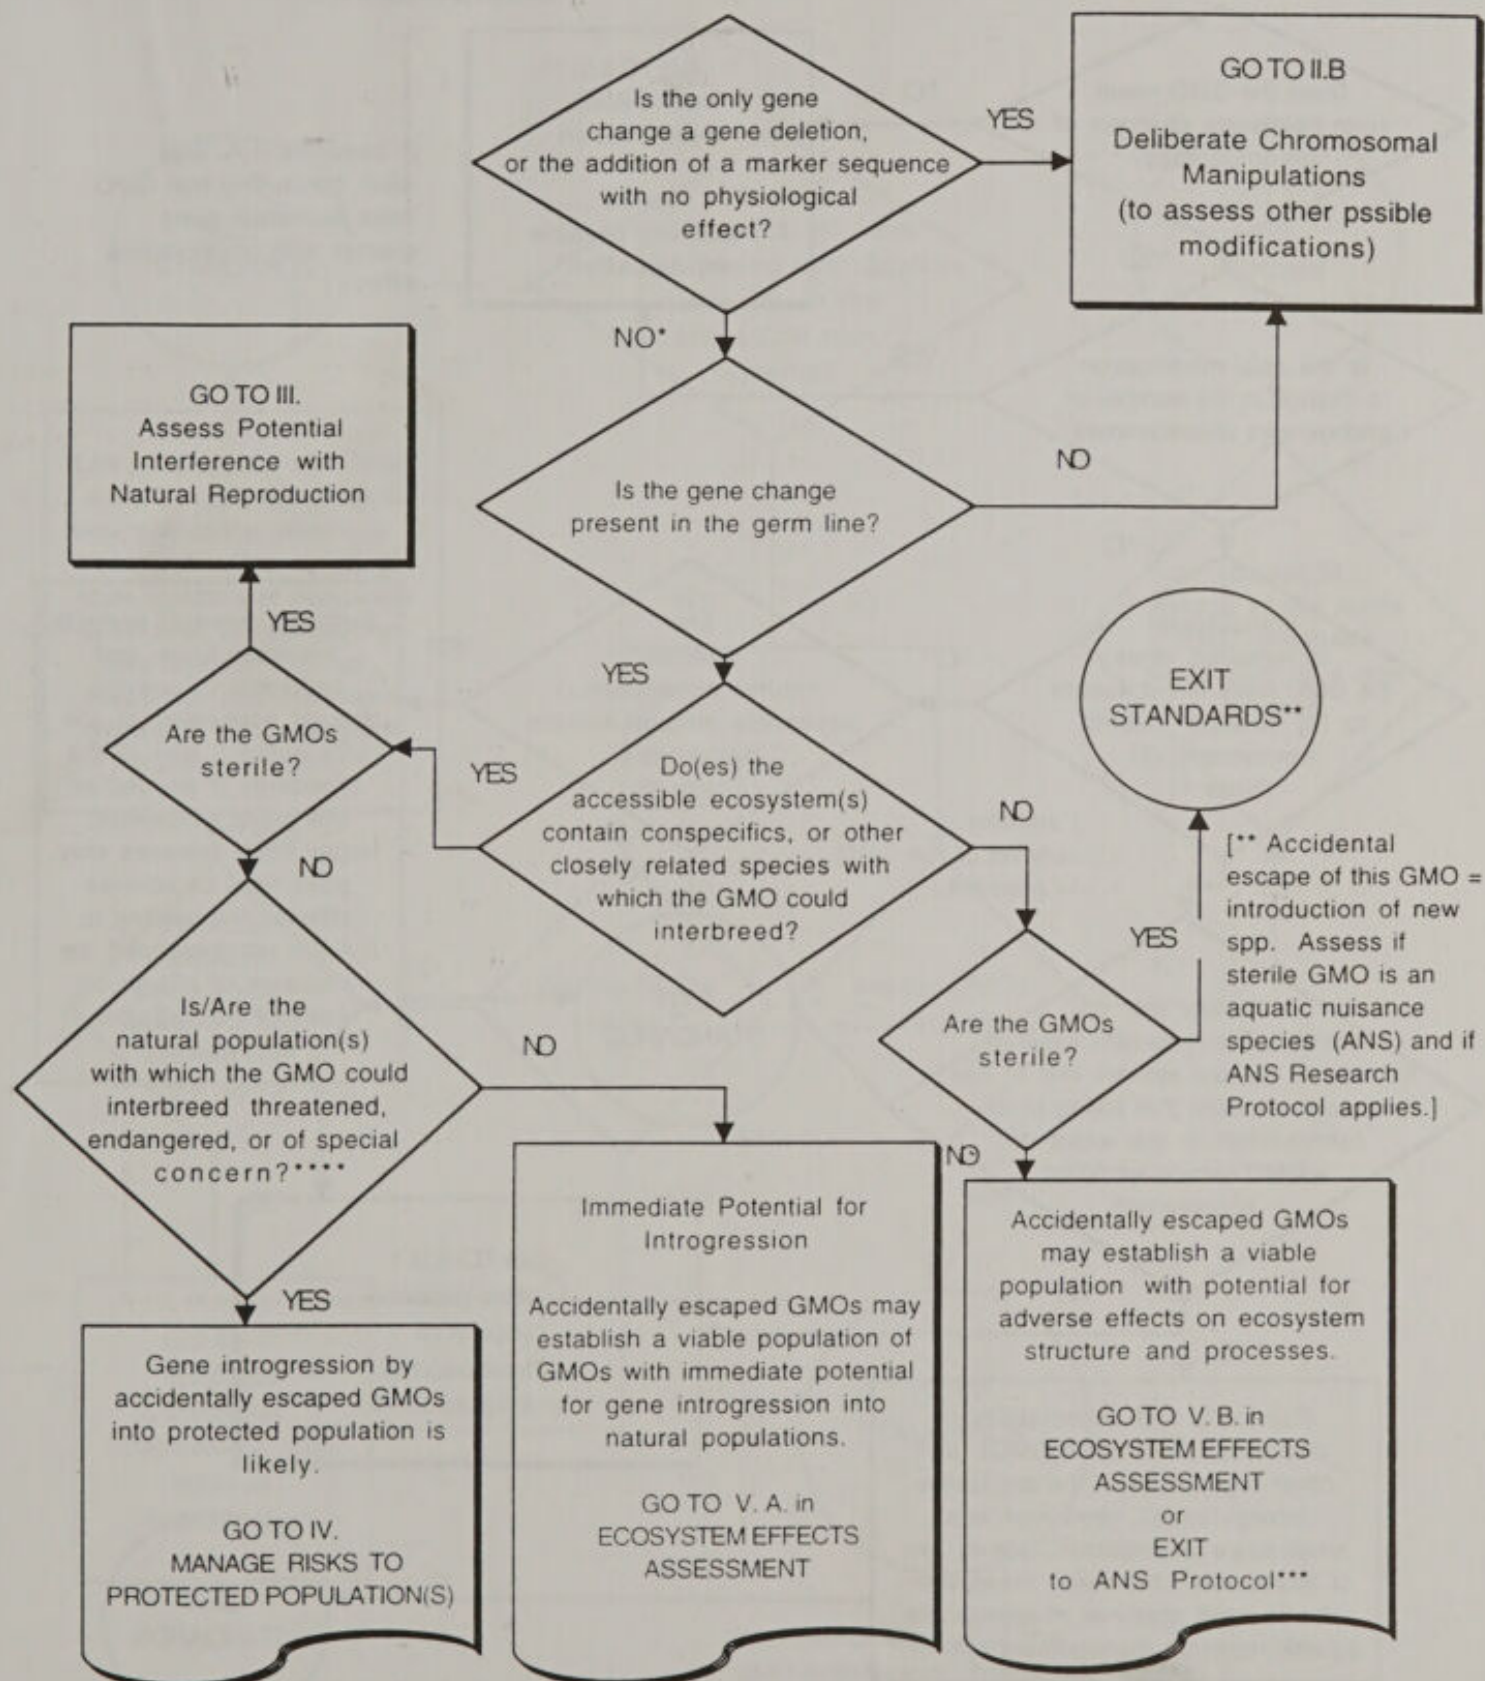 Is the only gene
change a gene deletion,
or the addition of a marker sequence
with no physiological
effect?
YES
GO TO II.B
Deliberate Chromosomal
Manipulations
(to assess other pssible
modifications)
NO*
GO TO III.
Assess Potential
Interference with
Natural Reproduction
Is the gene change
present in the germ line?
NO
YES
YES
EXIT
STANDARDS**
Are the GMOs
sterile?
YES
Do(es) the
accessible ecosystem(s)
contain conspecifics, or other
closely related species with
which the GMO could
interbreed?
NO
NO
[** Accidental
escape of this GMO =
introduction of new
spp. Assess if
sterile GMO is an
aquatic nuisance
species (ANS) and if
ANS Research
Protocol applies.]
YES
Are the GMOs
sterile?
Is/Are the
natural population(s)
with which the GMO could
interbreed threatened,
endangered, or of special
concern?****
NO
NO
YES
Gene introgression by
accidentally escaped GMOs
into protected population is
likely.
GO TO IV.
MANAGE RISKS TO
PROTECTED POPULATION(S)
Immediate Potential for
Introgression
Accidentally escaped GMOs may
establish a viable population of
GMOs with immediate potential
for gene introgression into
natural populations.
GO TO V. A. in
ECOSYSTEM EFFECTS
ASSESSMENT
Accidentally escaped GMOs
may establish a viable
population with potential for
adverse effects on ecosystem
structure and processes.
GO TO V. B. in
ECOSYSTEM EFFECTS
ASSESSMENT
or
EXIT
to ANS Protocol***